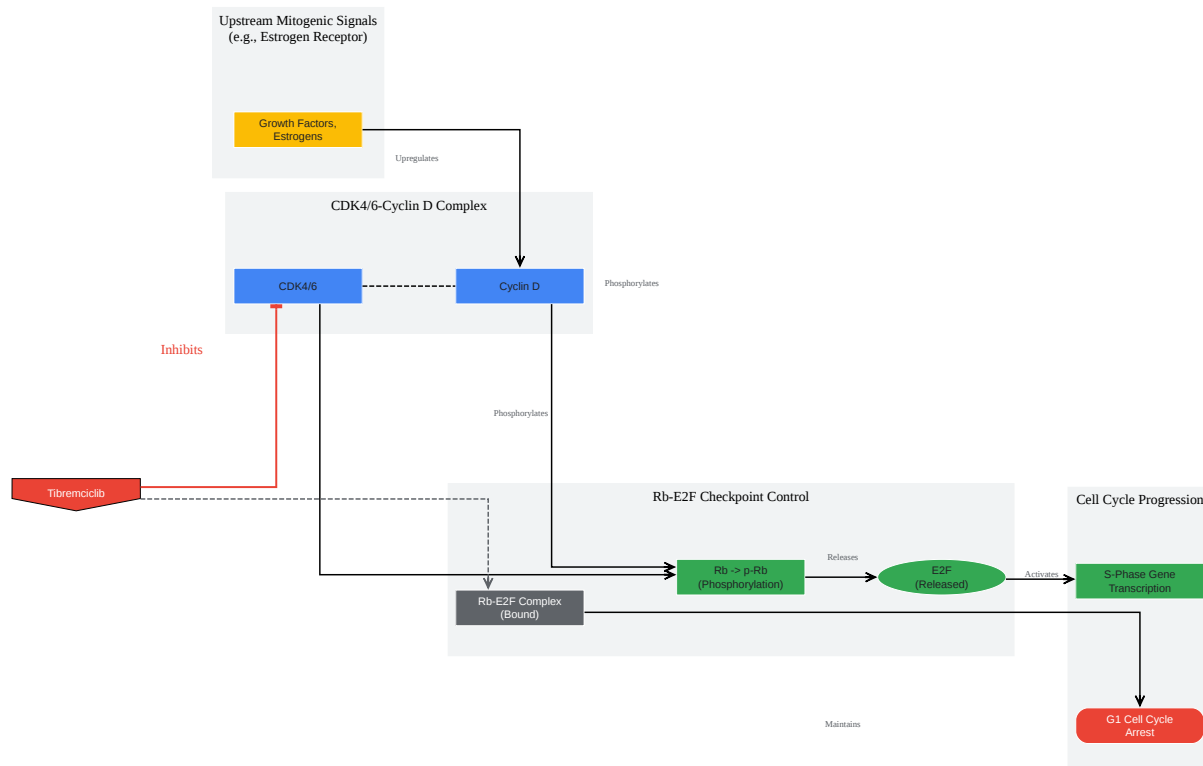 Upstream Mitogenic Signals
(e.g., Estrogen Receptor)
Growth Factors,
Estrogens
Upregulates
CDK4/6-Cyclin D Complex
CDK4/6
Cyclin D
Phosphorylates
Inhibits
Phosphorylates
Tibremciclib
Rb-E2F Checkpoint Control
Cell Cycle Progression
Releases
Rb -> p-Rb
(Phosphorylation)
E2F
(Released)
Activates
S-Phase Gene
Transcription
Rb-E2F Complex
(Bound)
Maintains
G1 Cell Cycle
Arrest